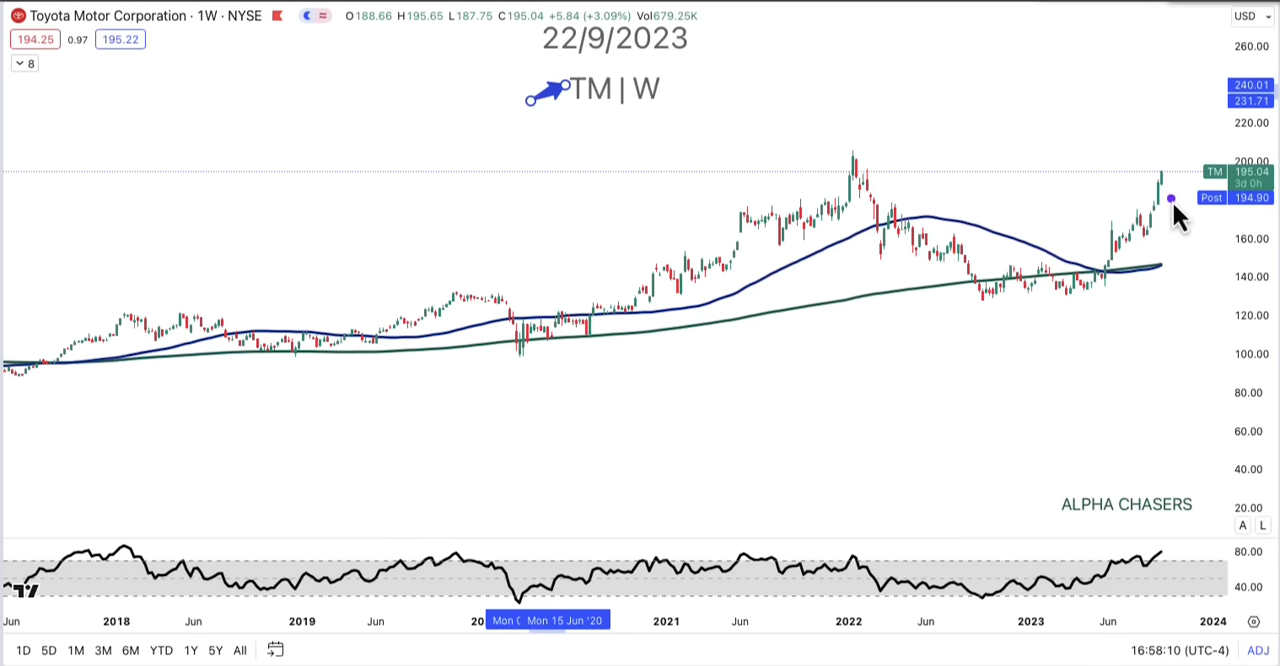 Toyota Motor Corporation · 1W · NYSE
O188.66 H195.65 L187.75 C195.04 +5.84 (+3.09%) Vol679.25K
USD
194.25 0.97 195.22
8
22/9/2023
TM | W
260.00
240.01
231.71
220.00
200.00
TM 195.04
3d 0h
Post 194.90
160.00
140.00
120.00
100.00
80.00
60.00
40.00
20.00
ALPHA CHASERS
A L
80.00
40.00
Jun 2018 Jun 2019 Jun 20 Mon Mon 15 Jun '20 2021 Jun 2022 Jun 2023 Jun 2024
1D 5D 1M 3M 6M YTD 1Y 5Y All
16:58:10 (UTC-4) ADJ